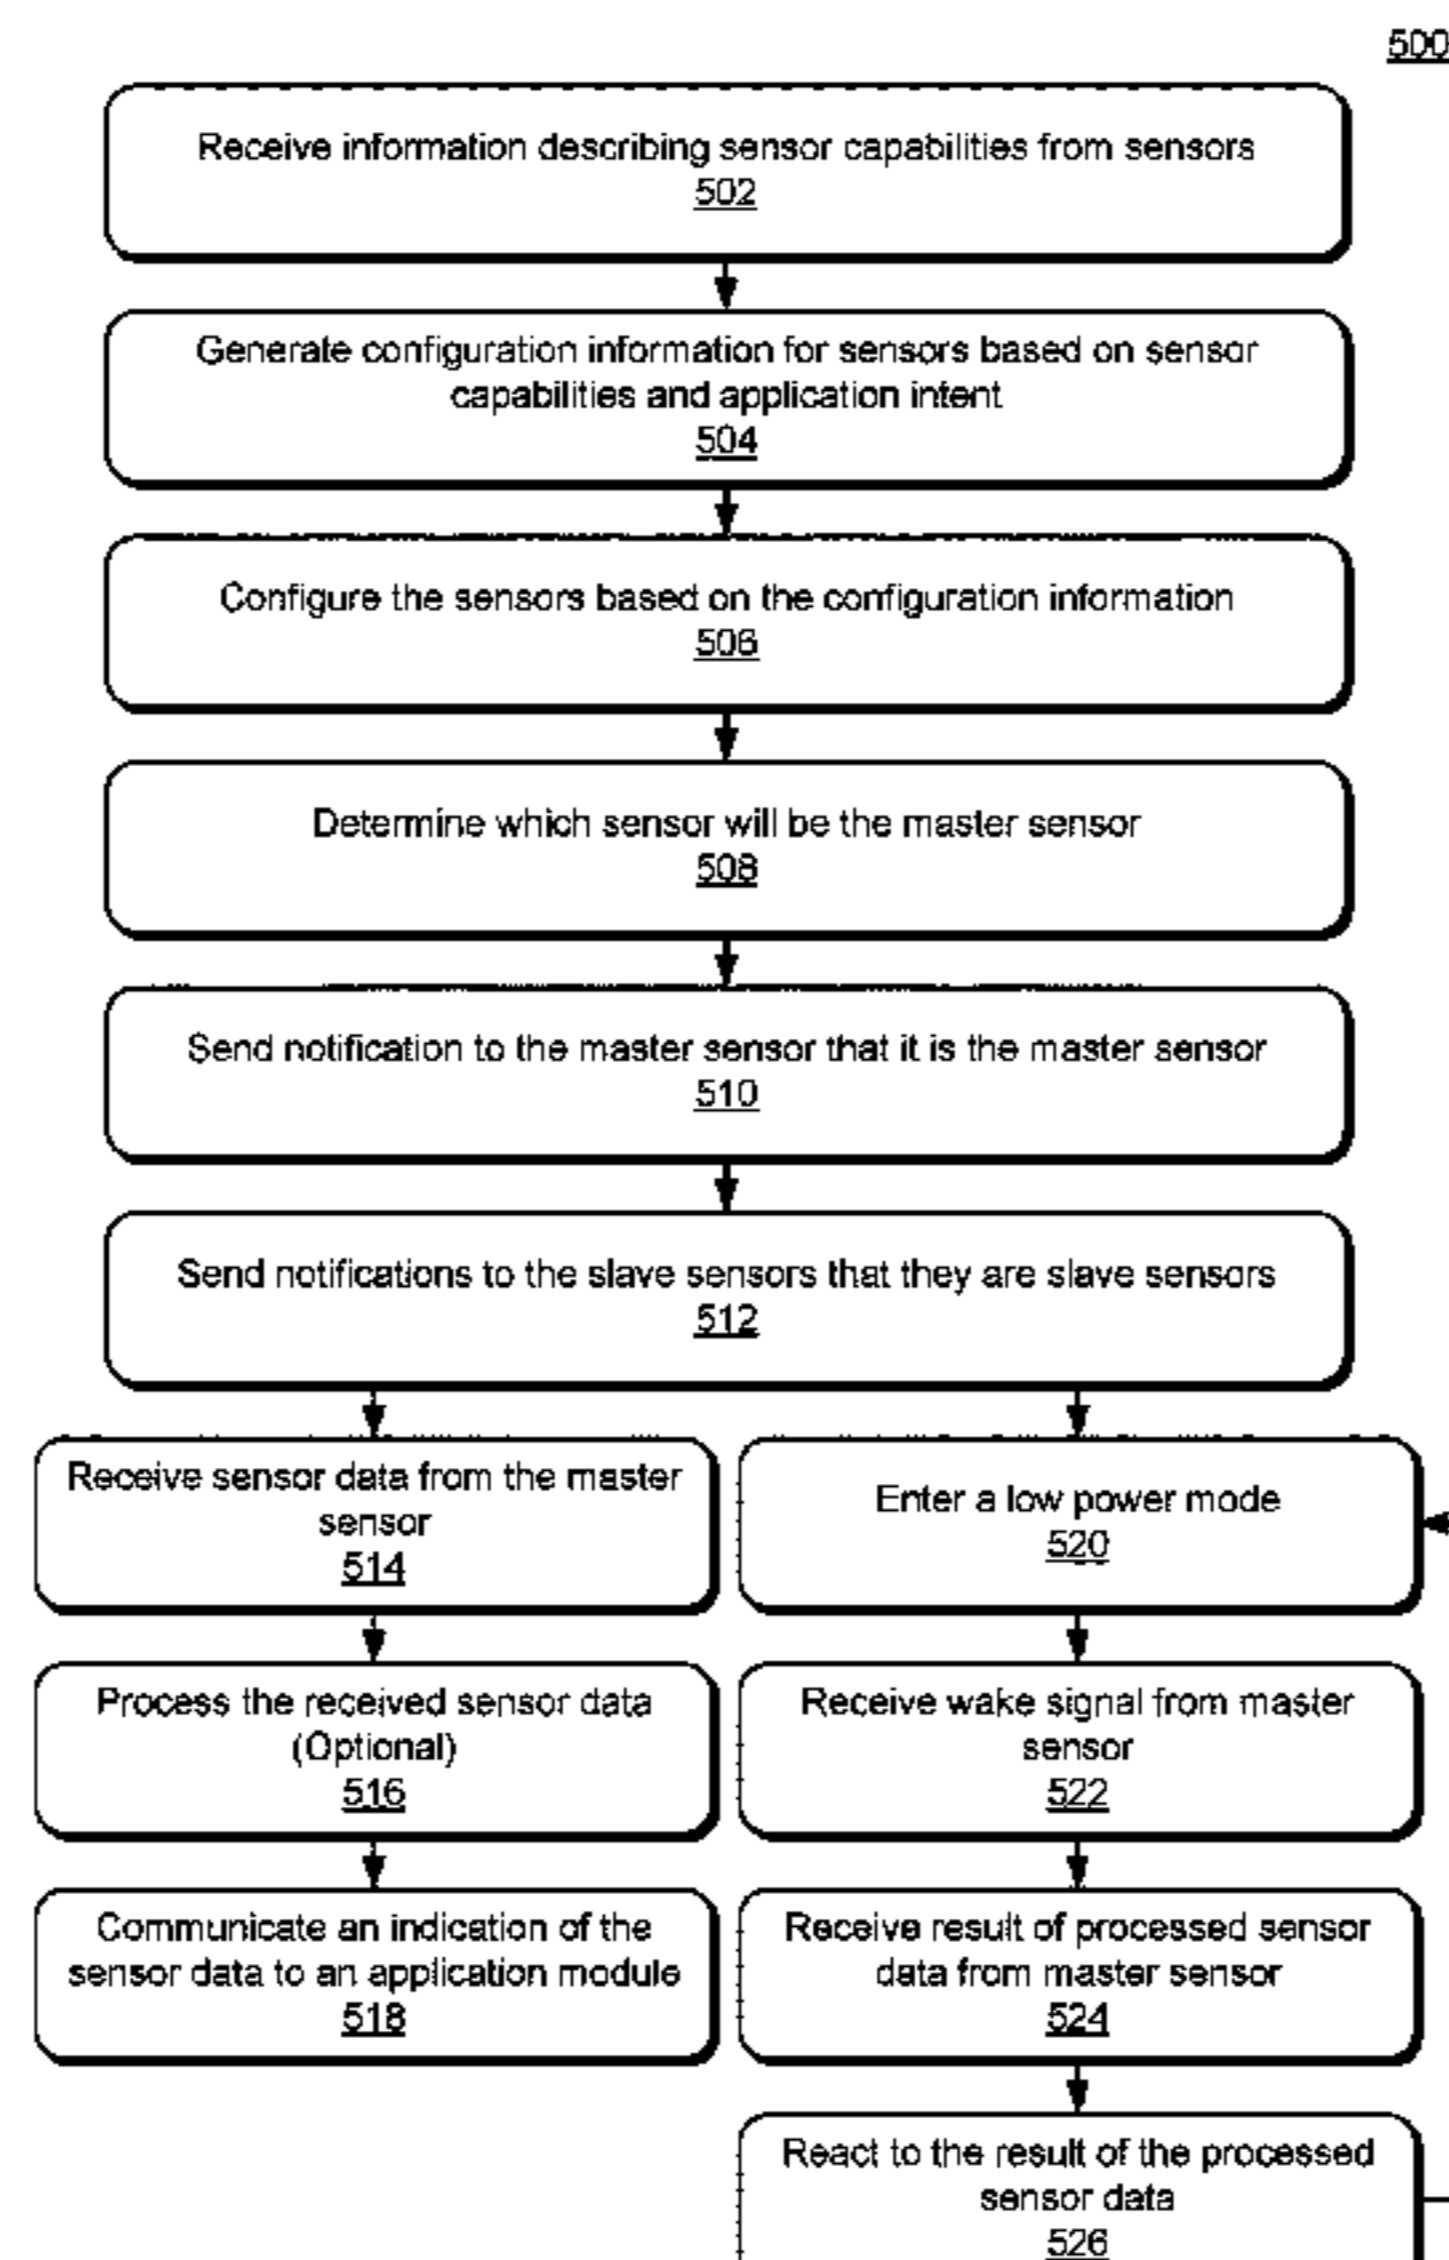 500
Receive information describing sensor capabilities from sensors
502
Generate configuration information for sensors based on sensor
capabilities and application intent
504
Configure the sensors based on the configuration information
506
Determine which sensor will be the master sensor
508
Send notification to the master sensor that it is the master sensor
510
Send notifications to the slave sensors that they are slave sensors
512
Receive sensor data from the master
sensor
514
Process the received sensor data
(Optional)
516
Communicate an indication of the
sensor data to an application module
518
Enter a low power mode
520
Receive wake signal from master
sensor
522
Receive result of processed sensor
data from master sensor
524
React to the result of the processed
sensor data
526